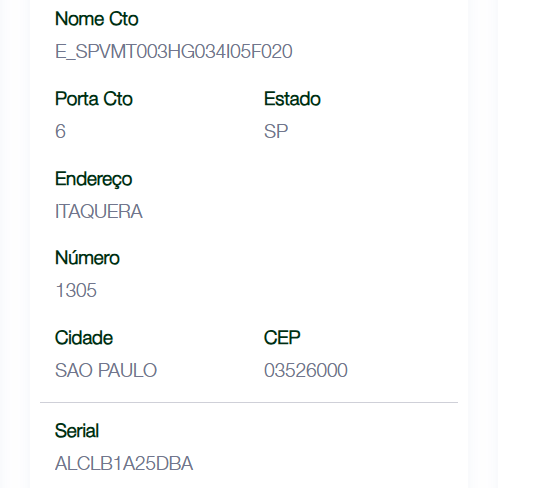 Nome Cto
E_SPVMT003HG034I05F020
Porta Cto Estado
6 SP
Endereço
ITAQUERA
Número
1305
Cidade CEP
SAO PAULO 03526000
Serial
ALCLB1A25DBA